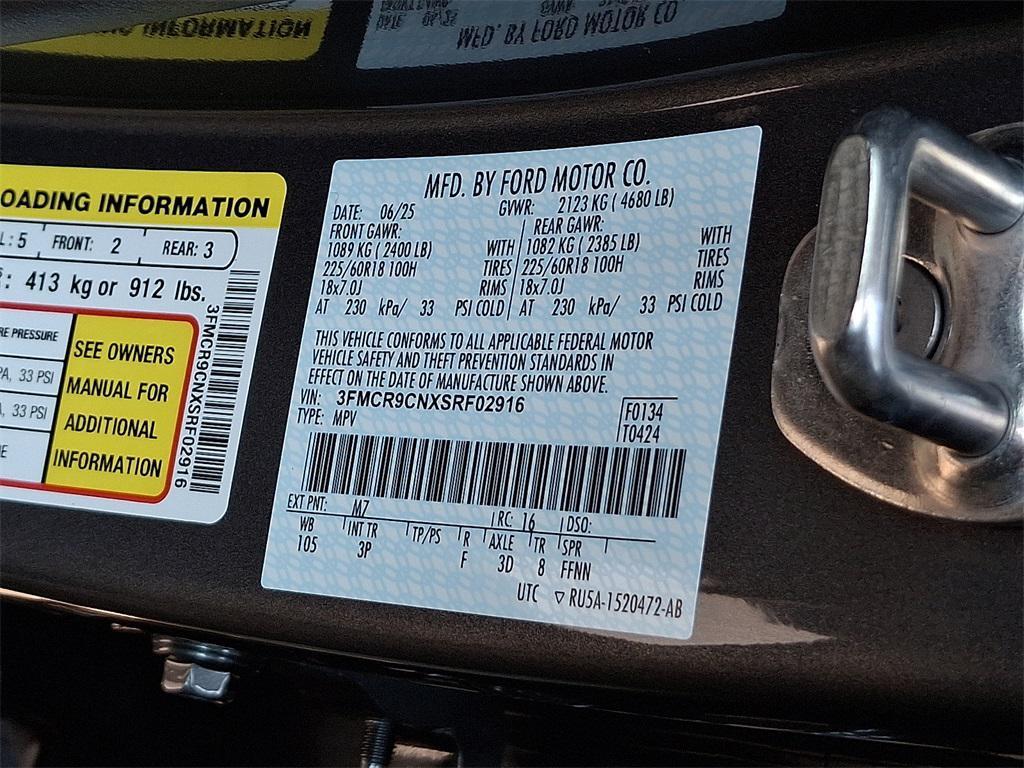 MFD. BY FORD MOTOR CO.
OADING INFORMATION
L: 5 FRONT: 2 REAR: 3
: 413 kg or 912 lbs.
RE PRESSURE
PA, 33 PSI
A, 33 PSI
E
SEE OWNERS
MANUAL FOR
ADDITIONAL
INFORMATION
3FMCR9CNXSRF02916
MFD. BY FORD MOTOR CO.
DATE: 06/25 GVWR: 2123 KG ( 4680 LB)
FRONT GAWR: REAR GAWR:
1089 KG ( 2400 LB) WITH 1082 KG ( 2385 LB) WITH
225/60R18 100H TIRES 225/60R18 100H TIRES
18x7.0J RIMS 18x7.0J RIMS
AT 230 kPa/ 33 PSI COLD AT 230 kPa/ 33 PSI COLD
THIS VEHICLE CONFORMS TO ALL APPLICABLE FEDERAL MOTOR
VEHICLE SAFETY AND THEFT PREVENTION STANDARDS IN
EFFECT ON THE DATE OF MANUFACTURE SHOWN ABOVE.
VIN: 3FMCR9CNXSRF02916
TYPE: MPV
F0134
T0424
EXT PNT: M7 RC: 16 DSO:
WB INT TR TP/PS R AXLE TR SPR
105 3P F 3D 8 FFNN
UTC ▽ RU5A-1520472-AB